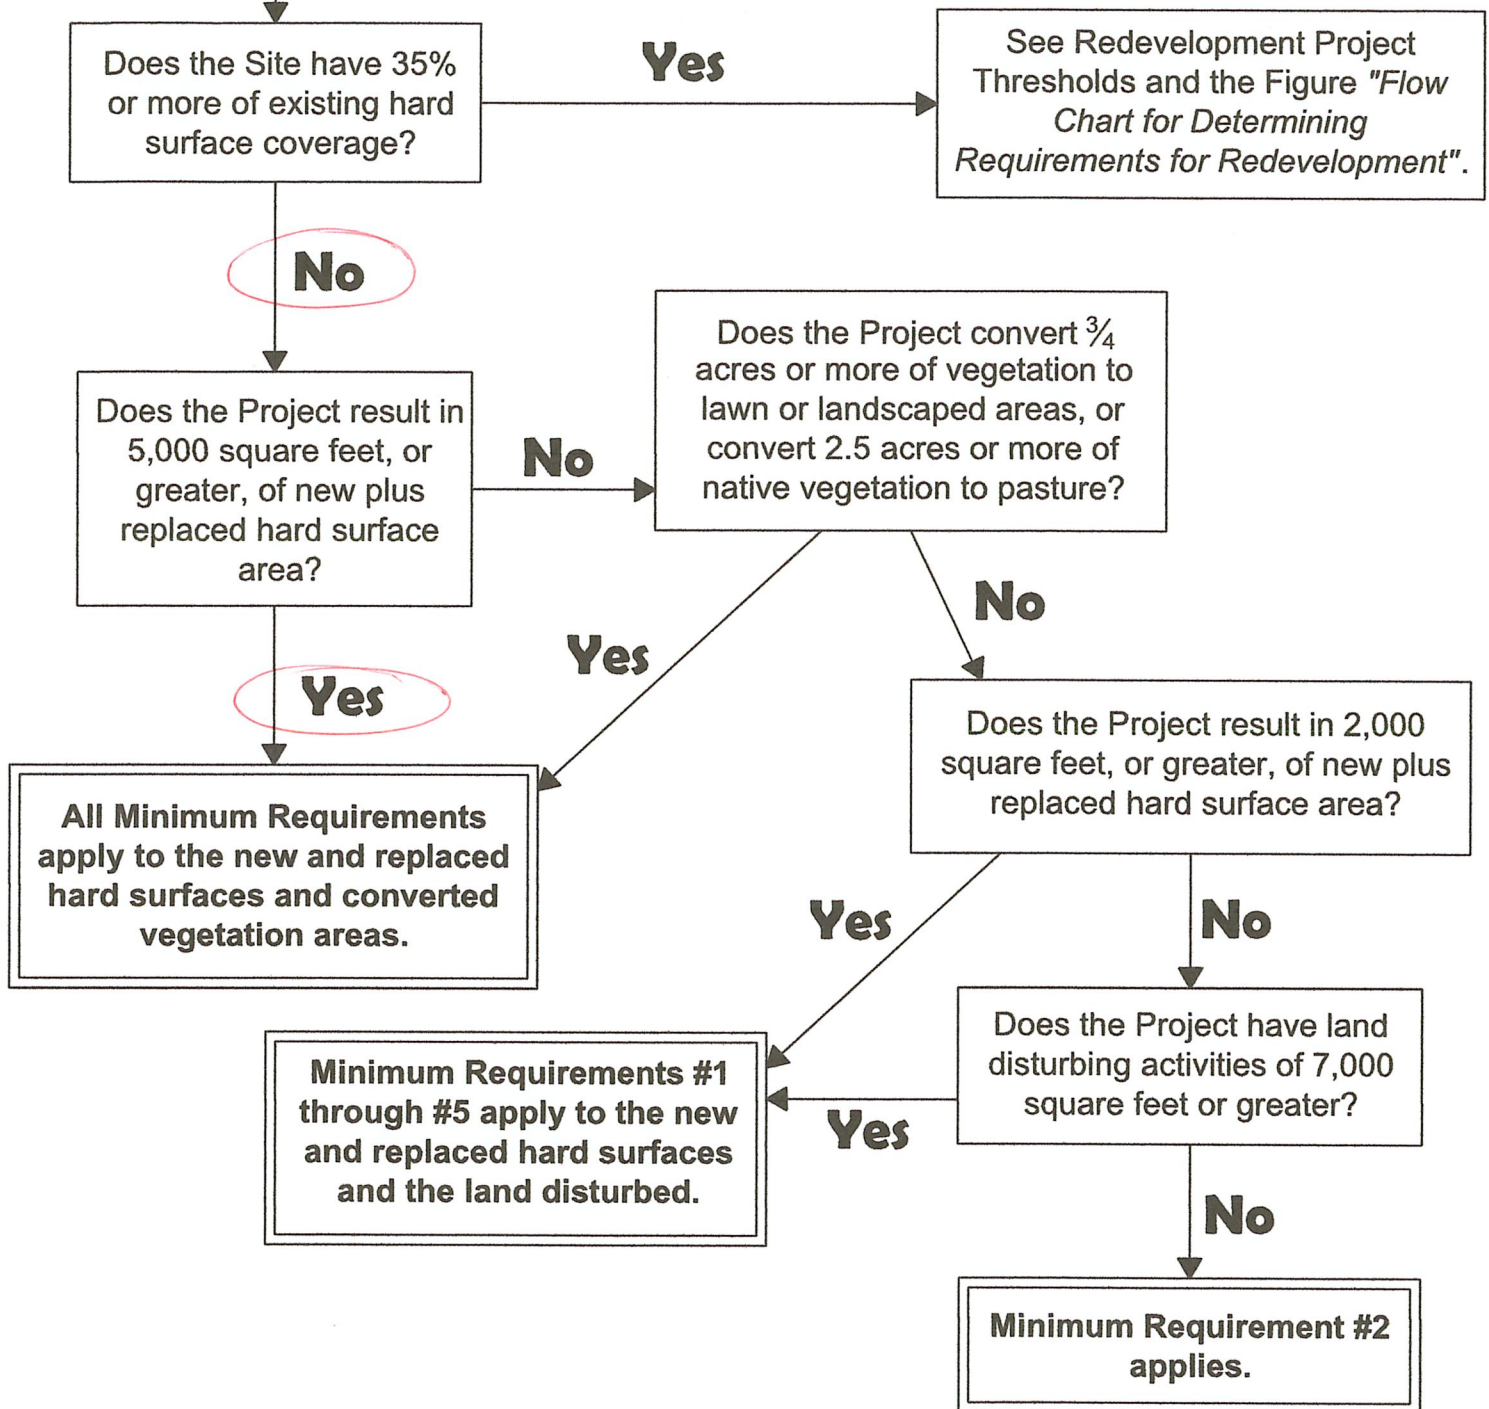 Does the Site have 35%
or more of existing hard
surface coverage?
Yes
See Redevelopment Project
Thresholds and the Figure "Flow
Chart for Determining
Requirements for Redevelopment".
No
Does the Project result in
5,000 square feet, or
greater, of new plus
replaced hard surface
area?
No
Does the Project convert ¾
acres or more of vegetation to
lawn or landscaped areas, or
convert 2.5 acres or more of
native vegetation to pasture?
Yes
Yes
No
All Minimum Requirements
apply to the new and replaced
hard surfaces and converted
vegetation areas.
Does the Project result in 2,000
square feet, or greater, of new plus
replaced hard surface area?
Yes
No
Minimum Requirements #1
through #5 apply to the new
and replaced hard surfaces
and the land disturbed.
Does the Project have land
disturbing activities of 7,000
square feet or greater?
Yes
No
Minimum Requirement #2
applies.